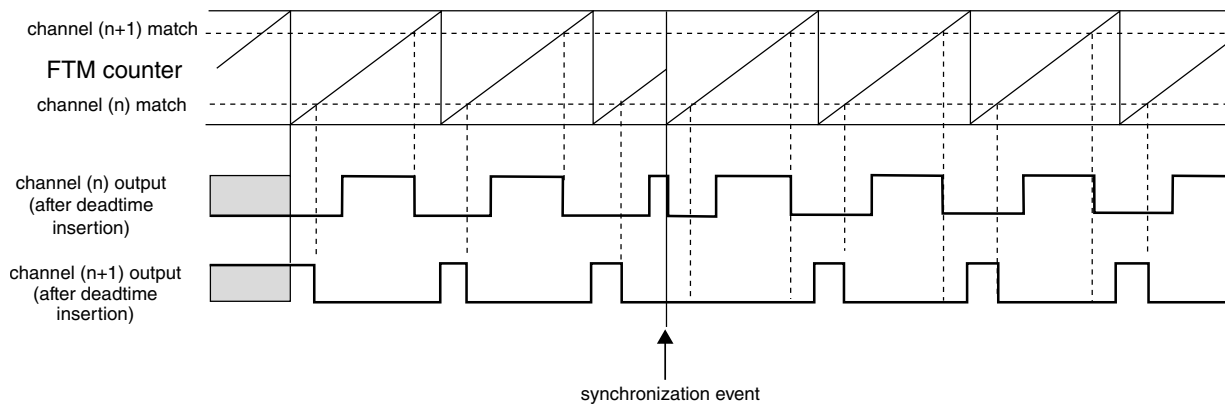 channel (n+1) match
FTM counter
channel (n) match
channel (n) output
(after deadtime
insertion)
channel (n+1) output
(after deadtime
insertion)
synchronization event